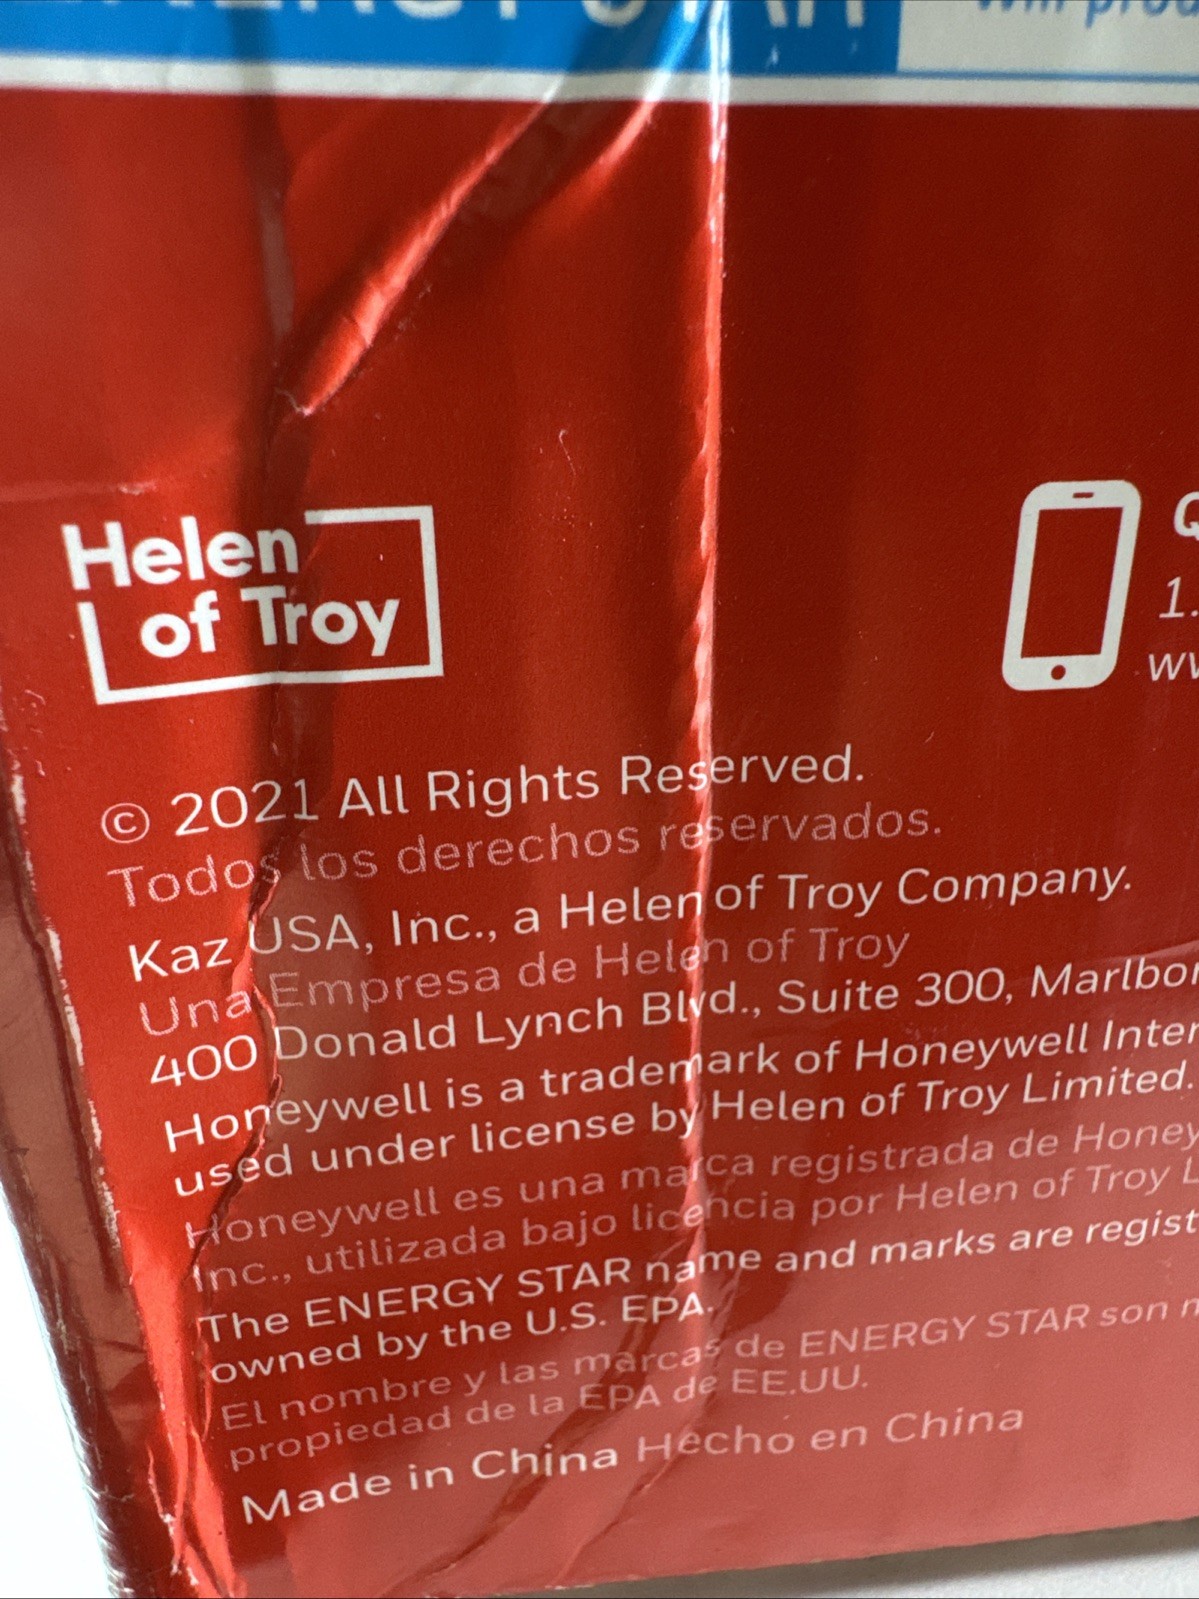 ENERGY STAR
will
Helen
of Troy
1.
© 2021 All Rights Reserved.
Todos los derechos reservados.
Kaz USA, Inc., a Helen of Troy Company.
Una Empresa de Helen of Troy
400 Donald Lynch Blvd., Suite 300,
Honeywell is a trademark of Honeywell
used under license by Helen of Troy Limited.
Honeywell es una marca registrada de
Inc., utilizada bajo licencia por Helen of Troy
The ENERGY STAR name and marks are
owned by the U.S. EPA.
El nombre y las marcas de ENERGY STAR son
propiedad de la EPA de EE.UU.
Made in China Hecho en China